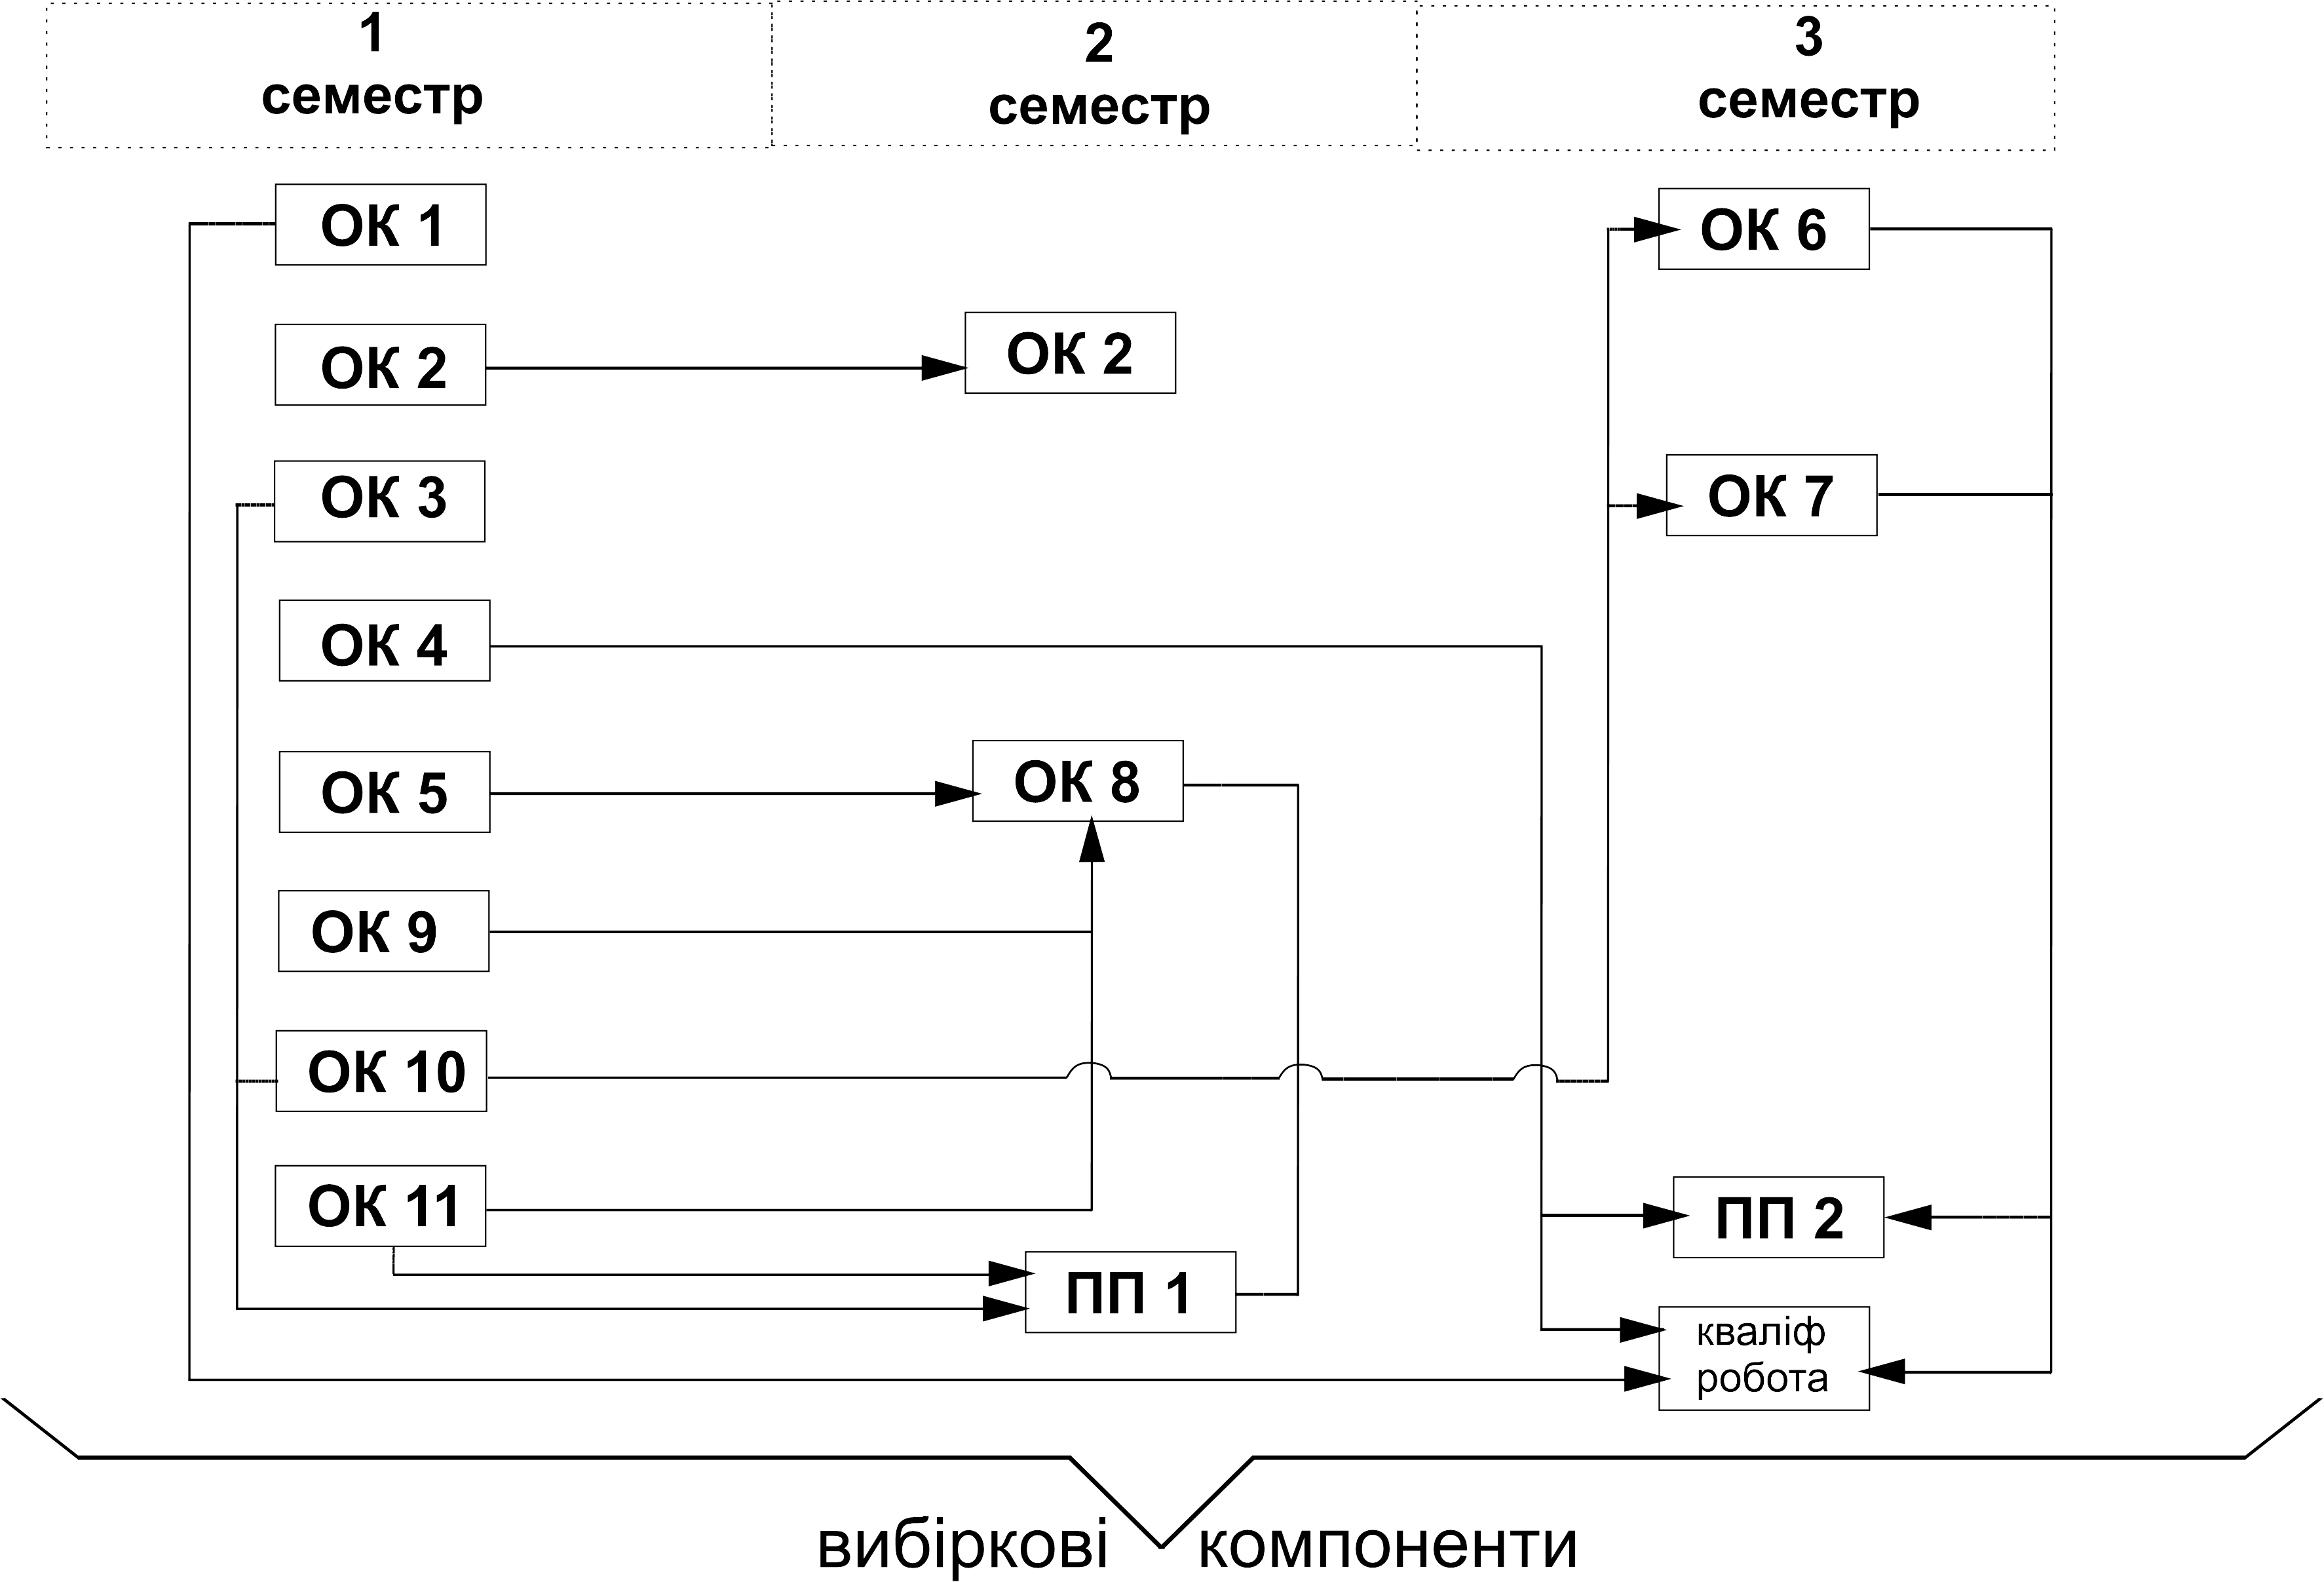 1
семестр
2
семестр
3
семестр
ОК 1
ОК 6
ОК 2
ОК 2
ОК 3
ОК 7
ОК 4
ОК 5
ОК 8
ОК 9
ОК 10
ОК 11
ПП 2
ПП 1
кваліф
робота
вибіркові компоненти